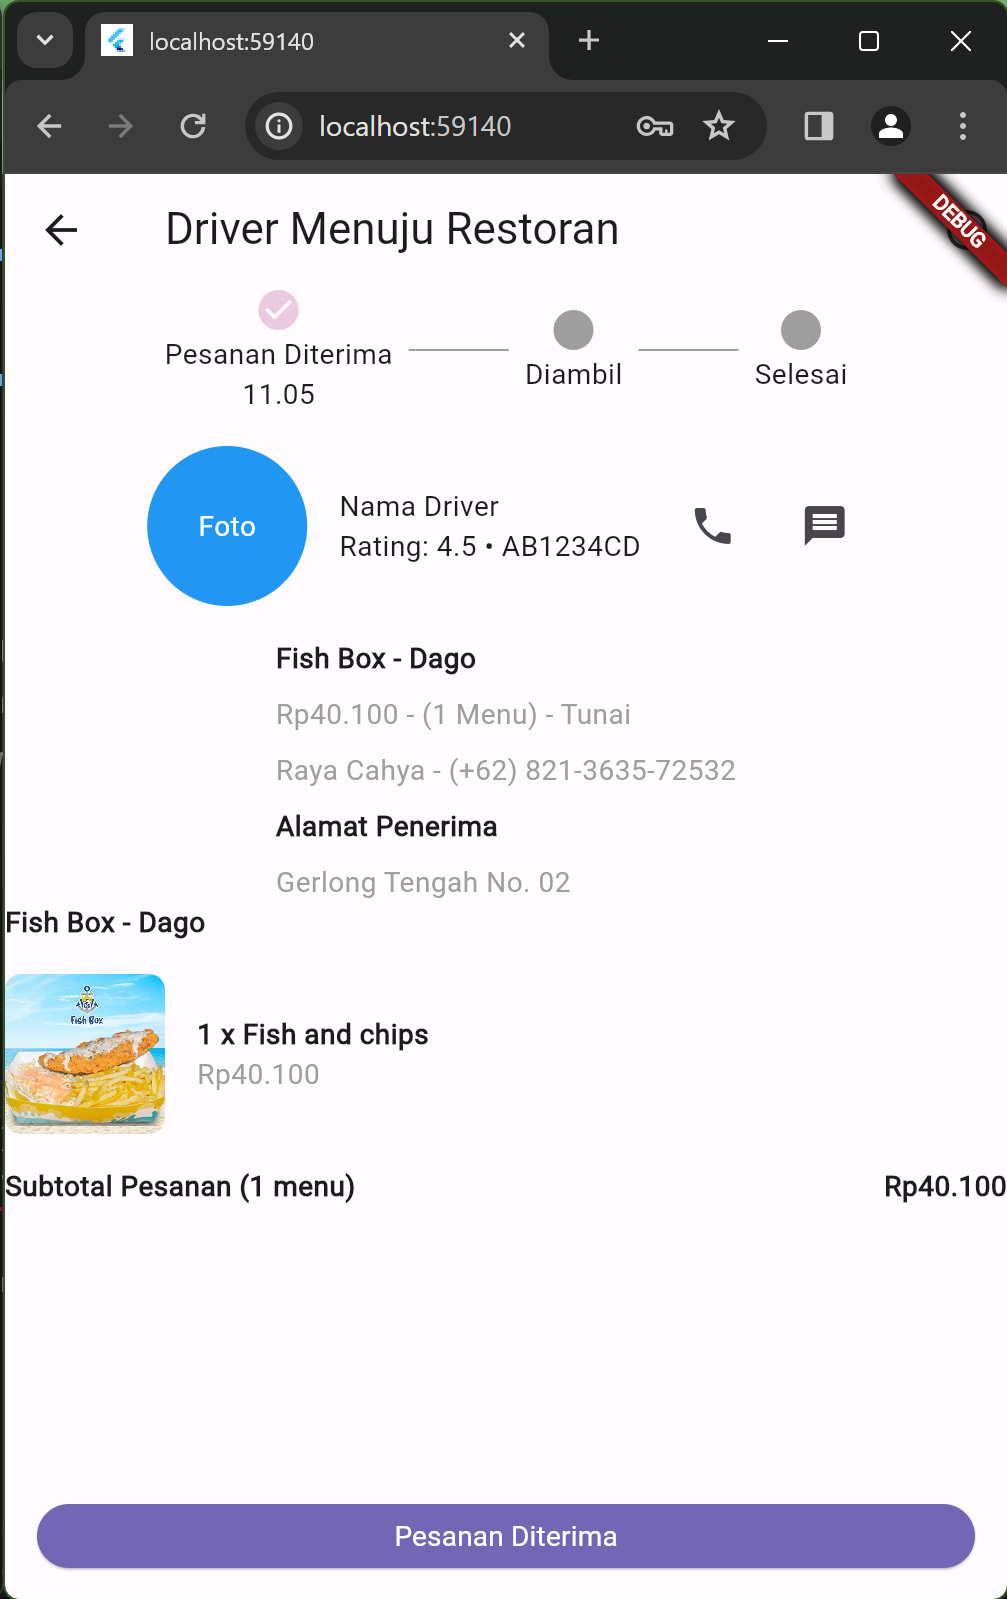 localhost:59140
localhost:59140
DEBUG
Driver Menuju Restoran
Pesanan Diterima
11.05
Diambil
Selesai
Foto
Nama Driver
Rating: 4.5 • AB1234CD
Fish Box - Dago
Rp40.100 - (1 Menu) - Tunai
Raya Cahya - (+62) 821-3635-72532
Alamat Penerima
Gerlong Tengah No. 02
Fish Box - Dago
Fish Box
1 x Fish and chips
Rp40.100
Subtotal Pesanan (1 menu)
Rp40.100
Pesanan Diterima